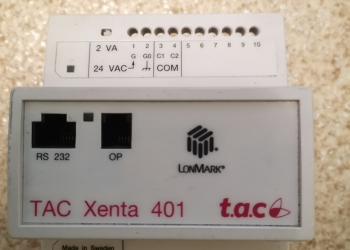 2 VA 1 2 3 4 5 6 7 8 9 10
24 VAC G G0 C1 C2
COM
RS 232 OP
LONMARK®
TAC Xenta 401 t.a.c
Made in Sweden